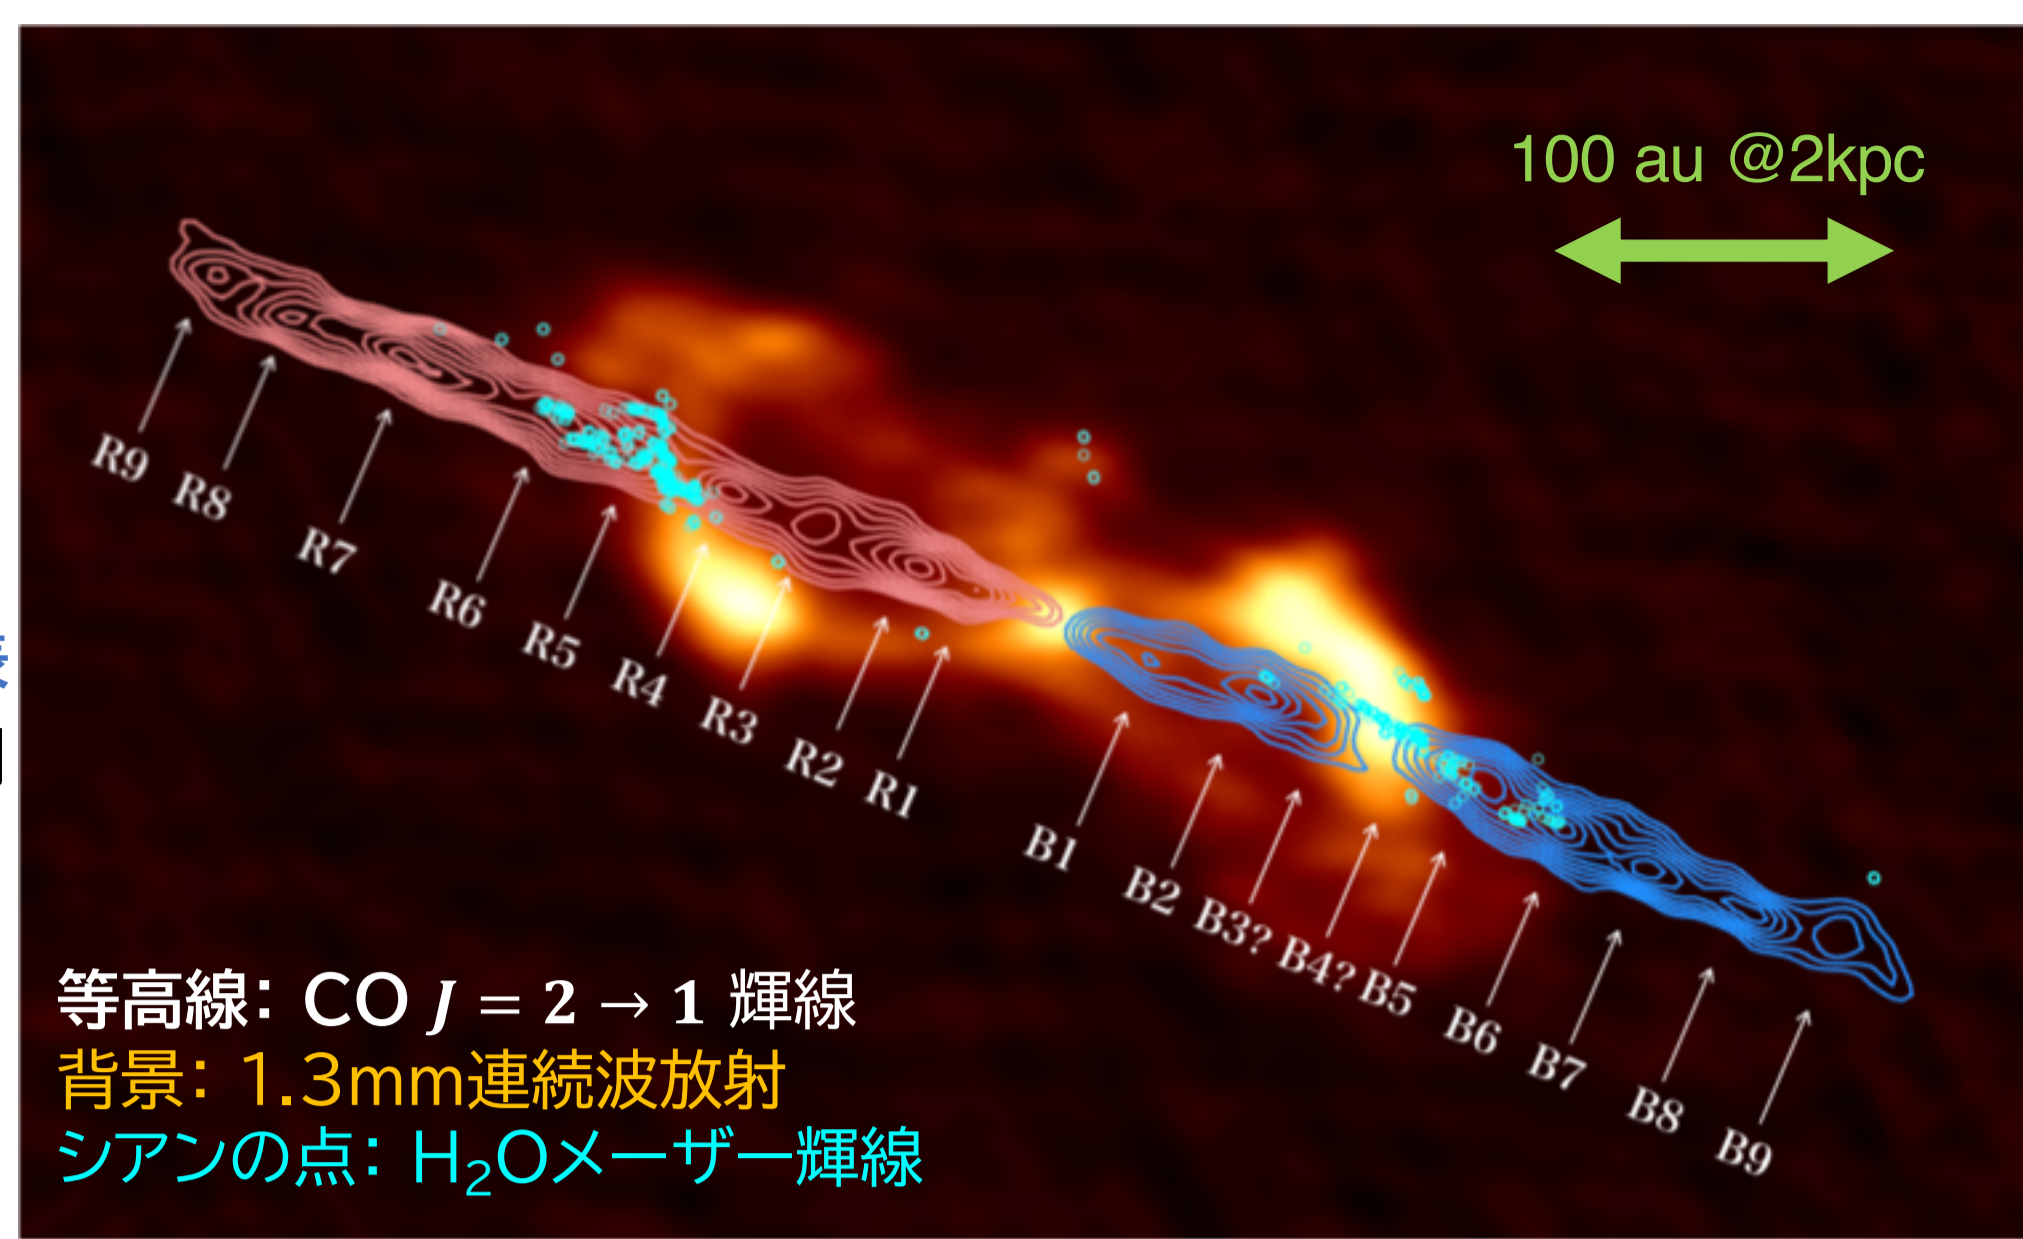 100 au @2kpc
R9
R8
R7
R6
R5
R4
R3
R2
R1
B1
B2
B3?
B4?
B5
B6
B7
B8
B9
等高線： CO J = 2 → 1 輝線
背景： 1.3mm連続波放射
シアンの点： H₂Oメーザー輝線